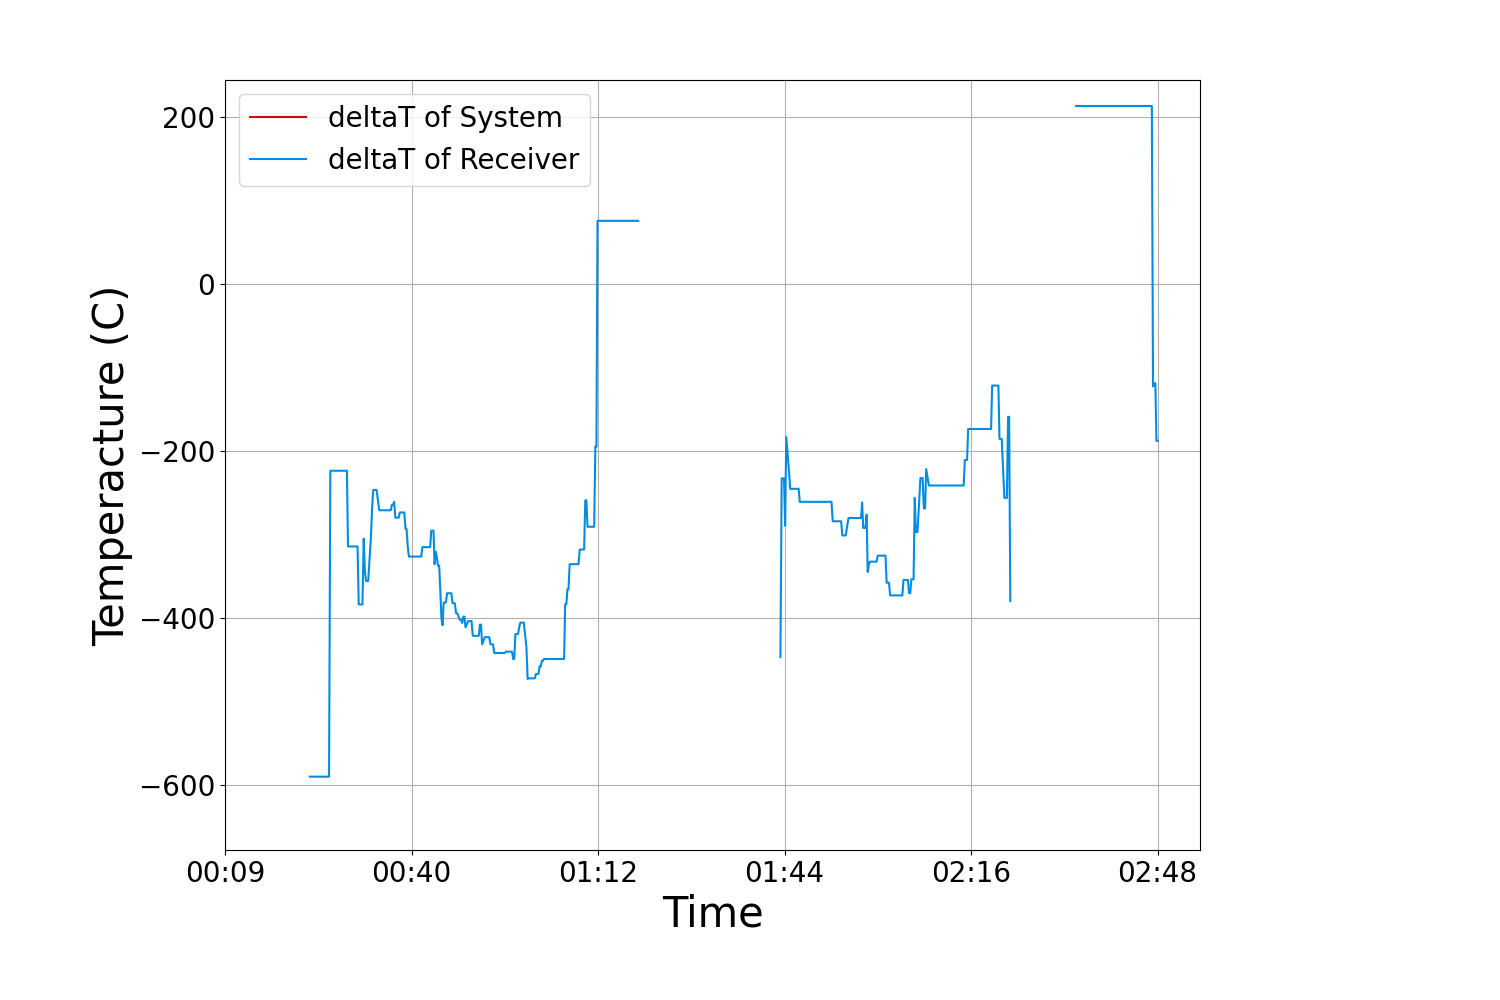 deltaT of System
deltaT of Receiver
200
0
−200
−400
−600
Temperacture (C)
00:09 00:40 01:12 01:44 02:16 02:48
Time